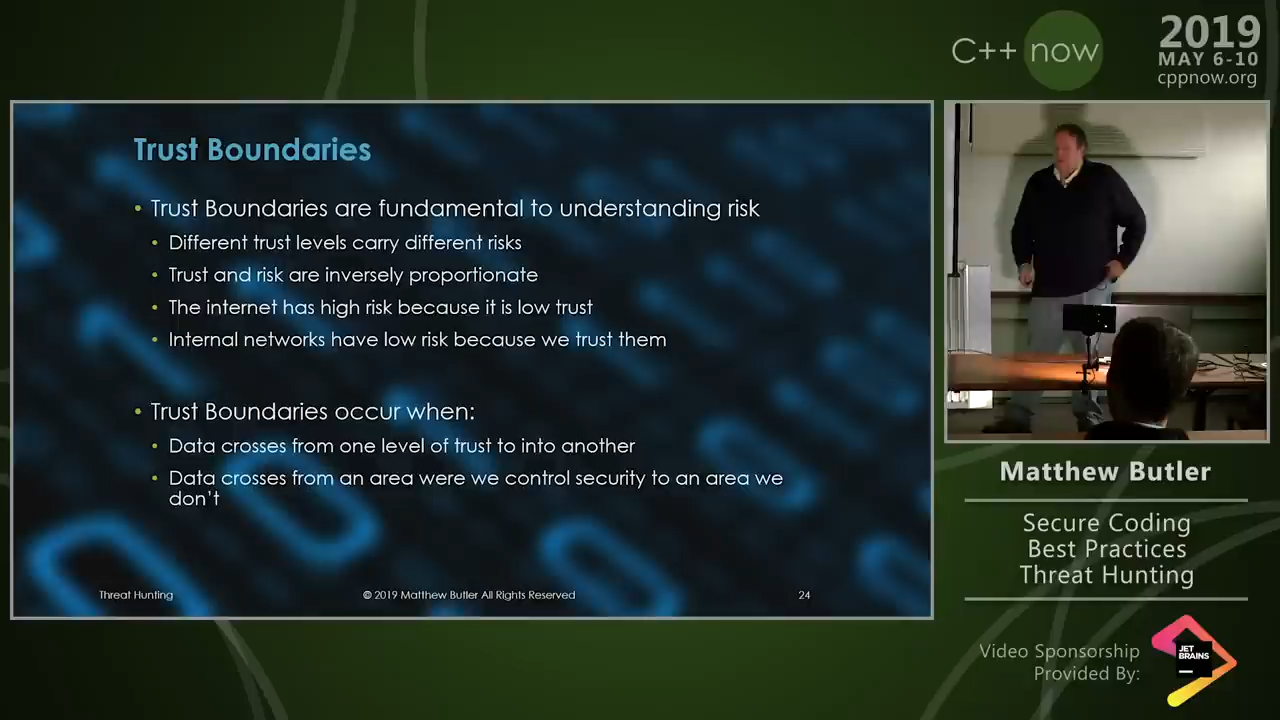 C++ now
2019
MAY 6-10
cppnow.org
Trust Boundaries
• Trust Boundaries are fundamental to understanding risk
• Different trust levels carry different risks
• Trust and risk are inversely proportionate
• The internet has high risk because it is low trust
• Internal networks have low risk because we trust them
• Trust Boundaries occur when:
• Data crosses from one level of trust to into another
• Data crosses from an area were we control security to an area we
don't
Threat Hunting
© 2019 Matthew Butler All Rights Reserved
24
Matthew Butler
Secure Coding
Best Practices
Threat Hunting
Video Sponsorship
Provided By:
JET
BRAINS